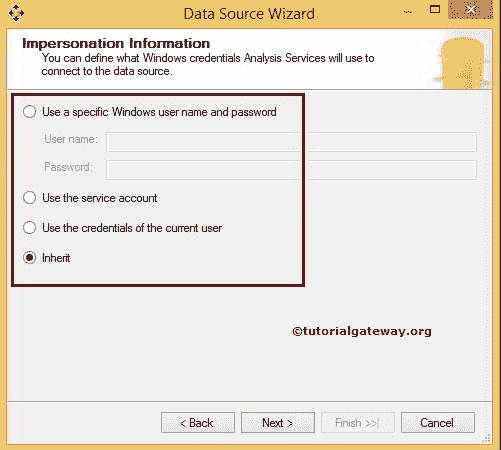 Data Source Wizard
Impersonation Information
You can define what Windows credentials Analysis Services will use to
connect to the data source.
Use a specific Windows user name and password
User name:
Password:
Use the service account
Use the credentials of the current user
Inherit
©tutorialgateway.org
< Back
Next >
Finish >>|
Cancel